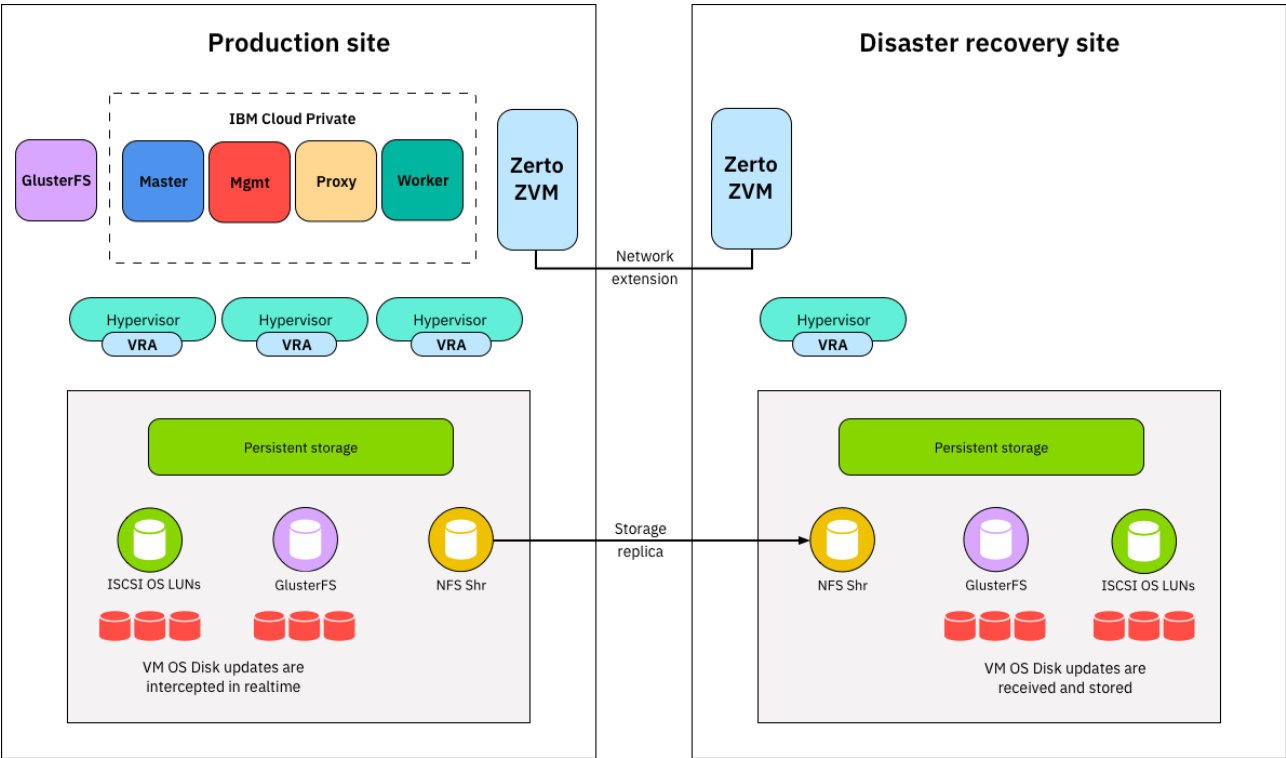 Production site
IBM Cloud Private
GlusterFS
Master
Mgmt
Proxy
Worker
Zerto
ZVM
Hypervisor
VRA
Hypervisor
VRA
Hypervisor
VRA
Persistent storage
ISCSI OS LUNs
GlusterFS
NFS Shr
VM OS Disk updates are
intercepted in realtime
Network
extension
Storage
replica
Disaster recovery site
Zerto
ZVM
Hypervisor
VRA
Persistent storage
NFS Shr
GlusterFS
ISCSI OS LUNs
VM OS Disk updates are
received and stored